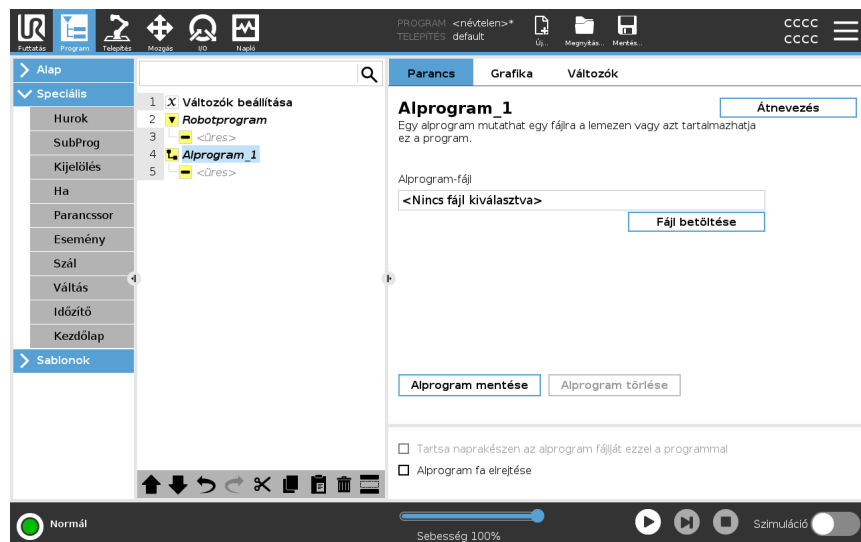 UR
PROGRAM <névtelen>*
TELEPÍTÉS default
CCCC
CCCC
Futtatás Program Telepítés Mozgás I/O Napló
Új... Megnyitás... Mentés...
Alap
Speciális
Hurok
SubProg
Kijelölés
Ha
Parancssor
Esemény
Szál
Váltás
Időzítő
Kezdőlap
Sablonok
1 X Változók beállítása
2 Robotprogram
3 <üres>
4 Alprogram_1
5 <üres>
Parancs Grafika Változók
Alprogram_1
Átnevezés
Egy alprogram mutathat egy fájlra a lemezen vagy azt tartalmazhatja
ez a program.
Alprogram-fájl
<Nincs fájl kiválasztva>
Fájl betöltése
Alprogram mentése Alprogram törlése
Tartsa naprakészen az alprogram fájlját ezzel a programmal
Alprogram fa elrejtése
Normál
Sebesség 100%
Szimuláció